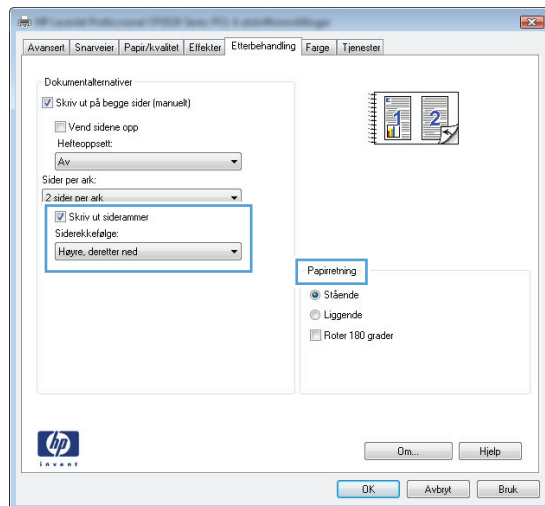 Avansert Snarveier Papir/kvalitet Effekter Etterbehandling Farge Tjenester
Dokumentalternativer
Skriv ut på begge sider (manuelt)
Vend sidene opp
Hefteoppsett:
Av
Sider per ark:
2 sider per ark
Skriv ut siderammer
Siderekkefølge:
Høyre, deretter ned
1 2
Papirretning
Stående
Liggende
Roter 180 grader
hp
invent
Om... Hjelp
OK Avbryt Bruk